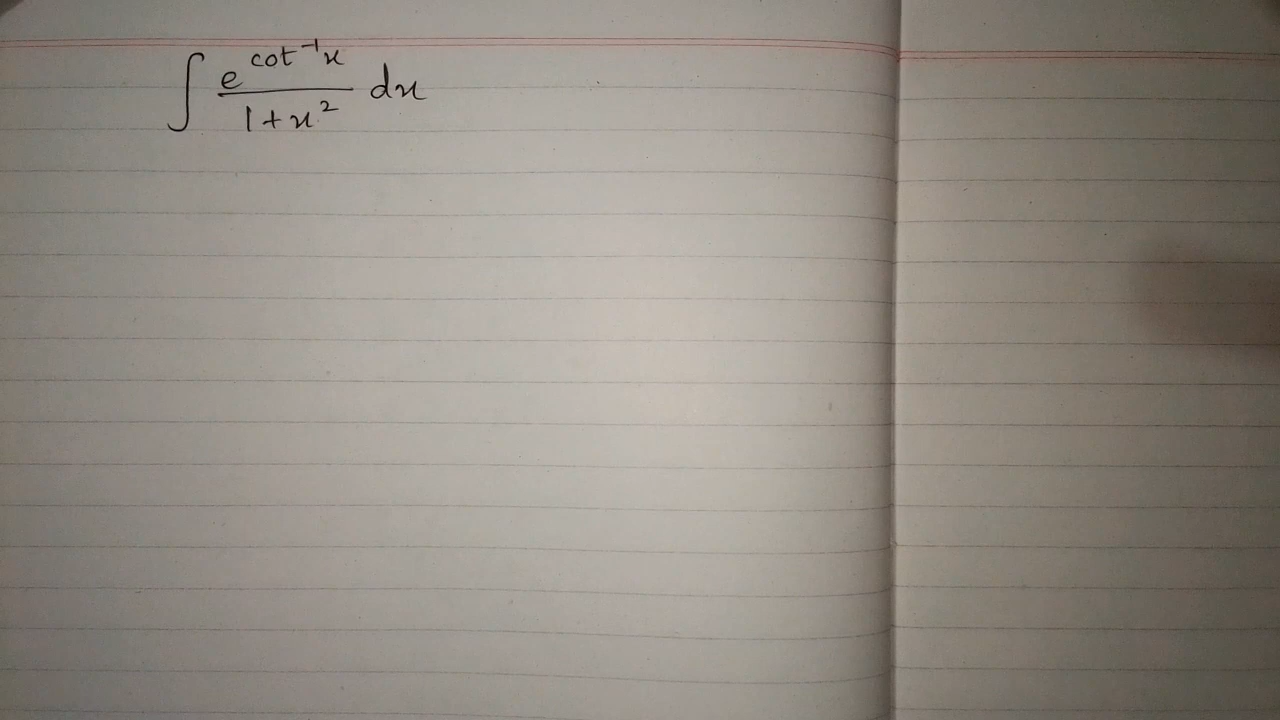 ∫ e^(cot⁻¹x) / (1+x²) dx